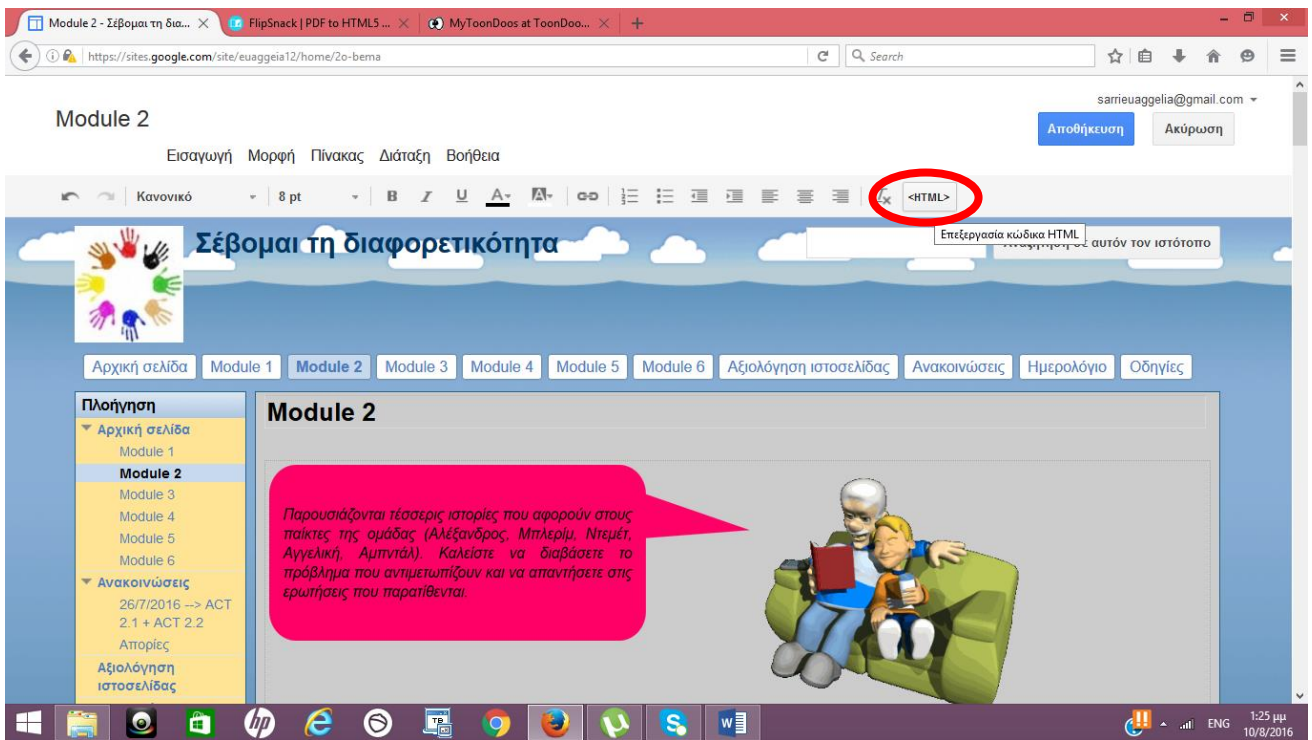 Module 2 - Σέβομαι τη δια...
FlipSnack | PDF to HTML5 ...
MyToonDoos at ToonDoo...
https://sites.google.com/site/euaggeia12/home/2o-bema
Search
sarrieuaggelia@gmail.com
Module 2
Αποθήκευση
Ακύρωση
Εισαγωγή Μορφή Πίνακας Διάταξη Βοήθεια
Κανονικό
8 pt
B I U A A
<HTML>
Επεξεργασία κώδικα HTML
Σέβομαι τη διαφορετικότητα
σε αυτόν τον ιστότοπο
Αρχική σελίδα Module 1 Module 2 Module 3 Module 4 Module 5 Module 6 Αξιολόγηση ιστοσελίδας Ανακοινώσεις Ημερολόγιο Οδηγίες
Πλοήγηση
Αρχική σελίδα
Module 1
Module 2
Module 3
Module 4
Module 5
Module 6
Ανακοινώσεις
26/7/2016 --> ACT
2.1 + ACT 2.2
Απορίες
Αξιολόγηση
ιστοσελίδας
Module 2
Παρουσιάζονται τέσσερις ιστορίες που αφορούν στους
παίκτες της ομάδας (Αλέξανδρος, Μπλερίμ, Ντεμέτ,
Αγγελική, Αμπντάλ). Καλείστε να διαβάσετε το
πρόβλημα που αντιμετωπίζουν και να απαντήσετε στις
ερωτήσεις που παρατίθενται.
ENG
1:25 μμ
10/8/2016